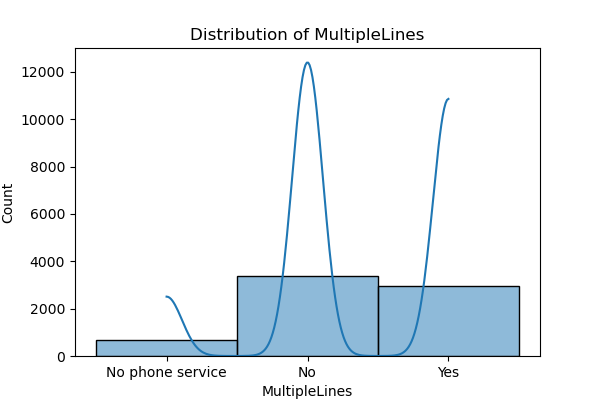 Distribution of MultipleLines
12000
10000
8000
6000
4000
2000
0
Count
No phone service No Yes
MultipleLines